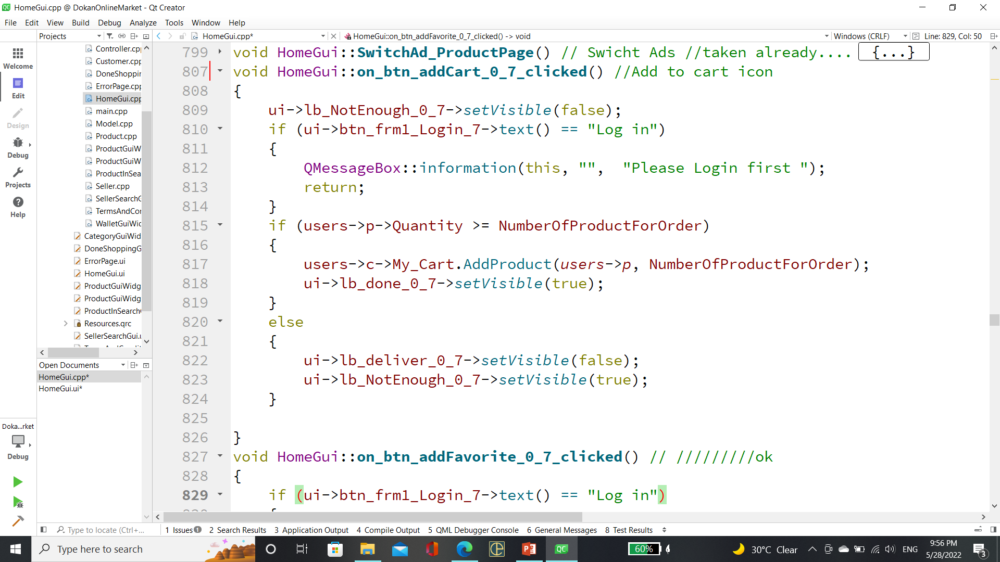 HomeGui.cpp @ DokanOnlineMarket - Qt Creator
File Edit View Build Debug Analyze Tools Window Help
Projects HomeGui.cpp* HomeGui::on_btn_addFavorite_0_7_clicked() -> void Windows (CRLF) Line: 829, Col: 50
Welcome
Edit
Design
Debug
Projects
Help
Controller.cpp
Customer.cpp
DoneShoppin
ErrorPage.cpp
HomeGui.cpp
main.cpp
Model.cpp
Product.cpp
ProductGuiW
ProductGuiW
ProductInSea
Seller.cpp
SellerSearchG
TermsAndCon
WalletGuiWid
CategoryGuiWid
DoneShoppingG
ErrorPage.ui
HomeGui.ui
ProductGuiWidg
ProductGuiWidg
ProductInSearch
Resources.qrc
SellerSearchGui.u
Open Documents
HomeGui.cpp*
HomeGui.ui*
Doka...rket
Debug
799 void HomeGui::SwitchAd_ProductPage() // Swicht Ads //taken already.... {...}
807 void HomeGui::on_btn_addCart_0_7_clicked() //Add to cart icon
808 {
809 ui->lb_NotEnough_0_7->setVisible(false);
810 if (ui->btn_frm1_Login_7->text() == "Log in")
811 {
812 QMessageBox::information(this, "", "Please Login first ");
813 return;
814 }
815 if (users->p->Quantity >= NumberOfProductForOrder)
816 {
817 users->c->My_Cart.AddProduct(users->p, NumberOfProductForOrder);
818 ui->lb_done_0_7->setVisible(true);
819 }
820 else
821 {
822 ui->lb_deliver_0_7->setVisible(false);
823 ui->lb_NotEnough_0_7->setVisible(true);
824 }
825
826 }
827 void HomeGui::on_btn_addFavorite_0_7_clicked() // /////////ok
828 {
829 if (ui->btn_frm1_Login_7->text() == "Log in")
Type to locate (Ctrl+... 1 Issues 1 2 Search Results 3 Application Output 4 Compile Output 5 QML Debugger Console 6 General Messages 8 Test Results
Type here to search 60% 30°C Clear ENG 9:56 PM
5/28/2022 3